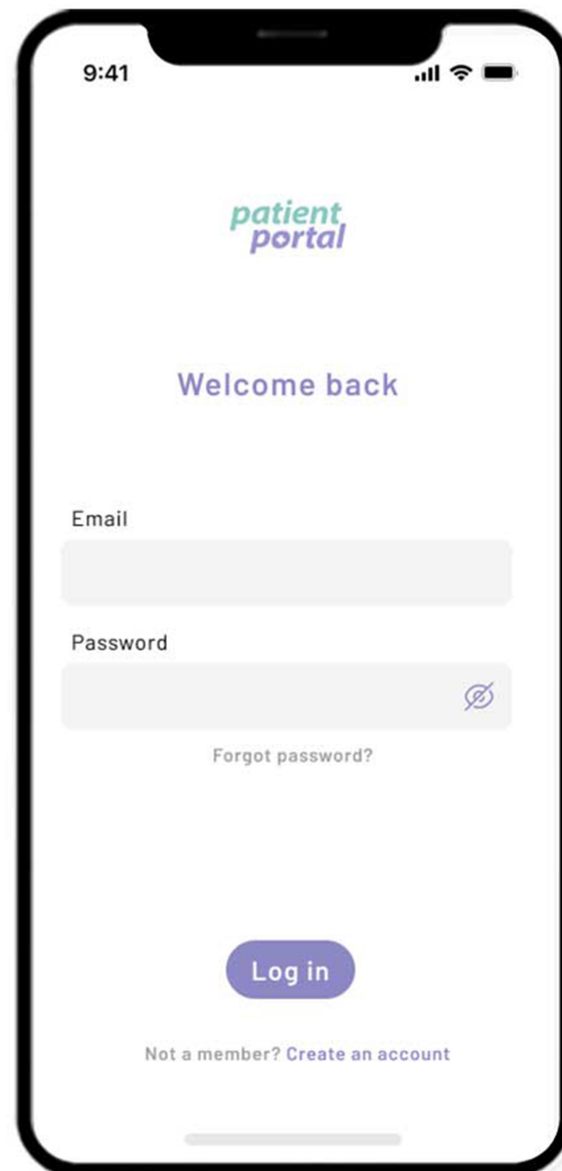 9:41
patient
portal
Welcome back
Email
Password
Forgot password?
Log in
Not a member? Create an account